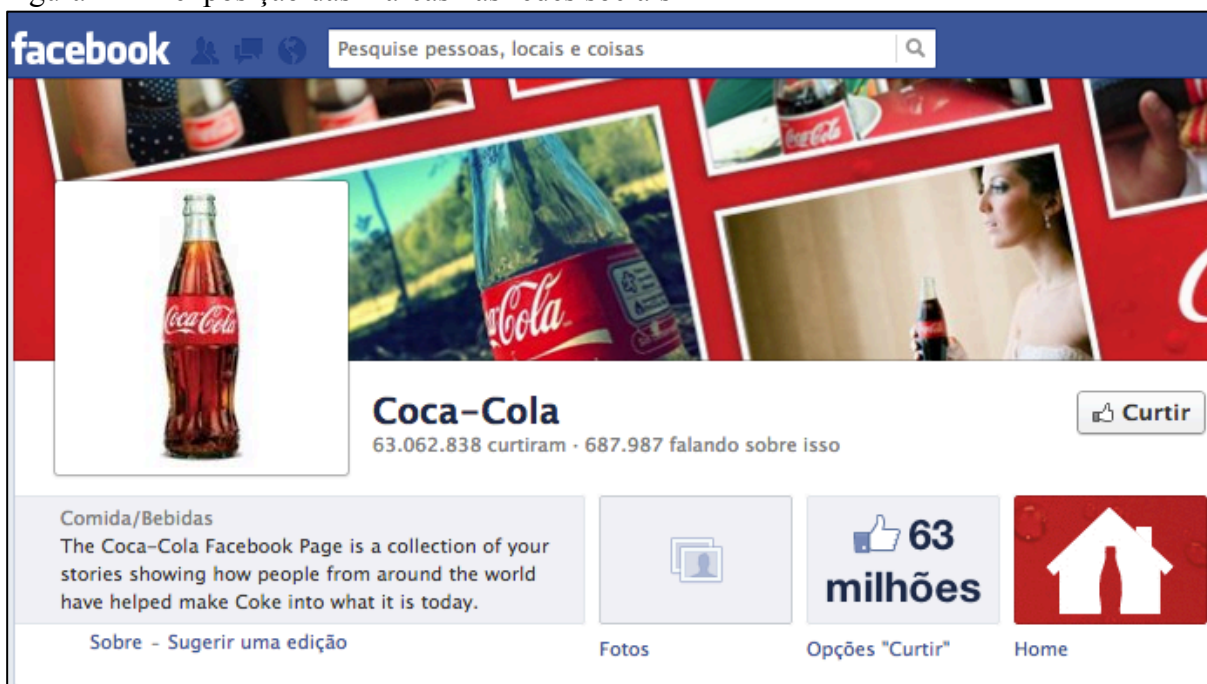 facebook
Pesquise pessoas, locais e coisas
Coca-Cola
Coca-Cola
Coca-Cola
Curtir
63.062.838 curtiram · 687.987 falando sobre isso
Comida/Bebidas
The Coca-Cola Facebook Page is a collection of your
stories showing how people from around the world
have helped make Coke into what it is today.
63
milhões
Sobre - Sugerir uma edição
Fotos
Opções "Curtir"
Home